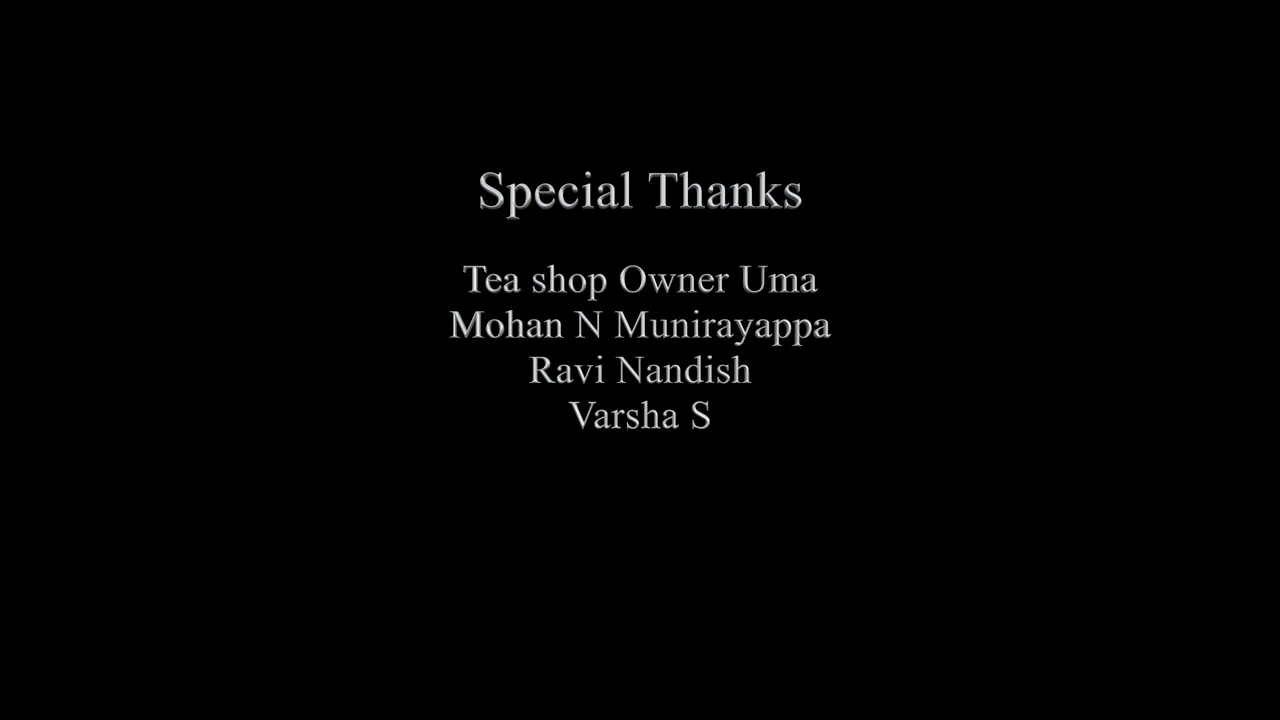 Special Thanks
Tea shop Owner Uma
Mohan N Munirayappa
Ravi Nandish
Varsha S